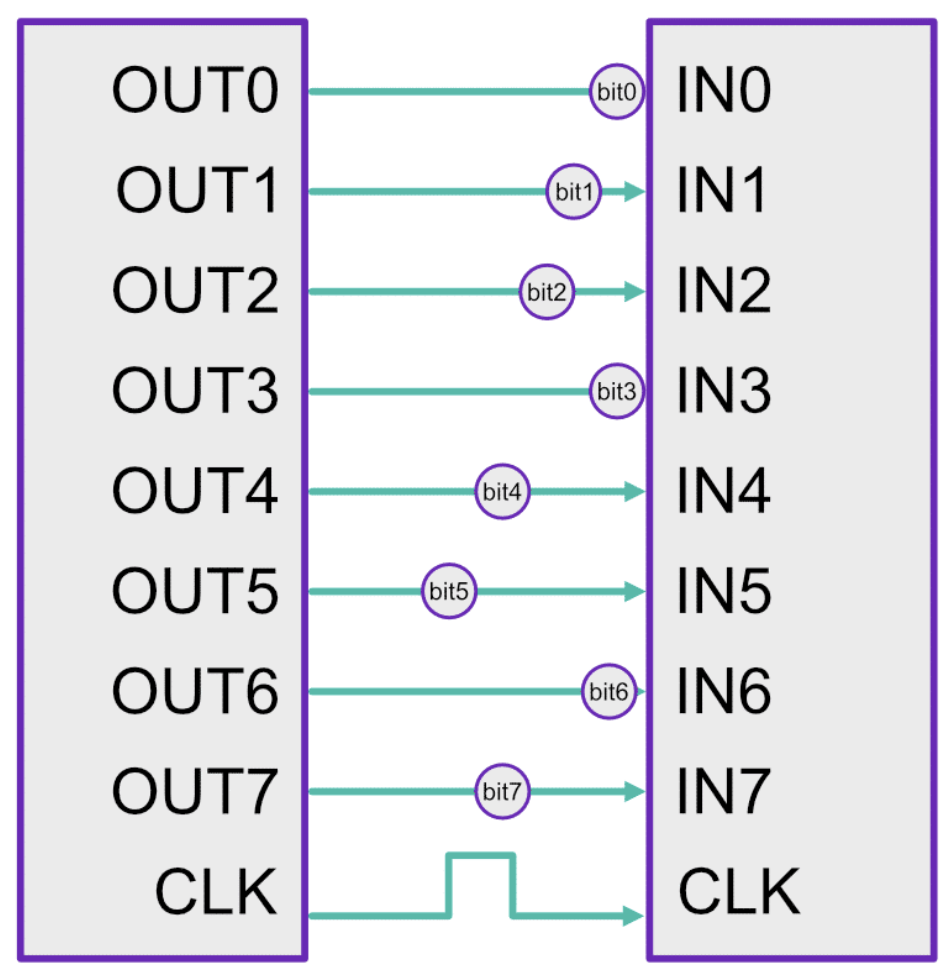 OUT0 bit0 IN0
OUT1 bit1 IN1
OUT2 bit2 IN2
OUT3 bit3 IN3
OUT4 bit4 IN4
OUT5 bit5 IN5
OUT6 bit6 IN6
OUT7 bit7 IN7
CLK CLK